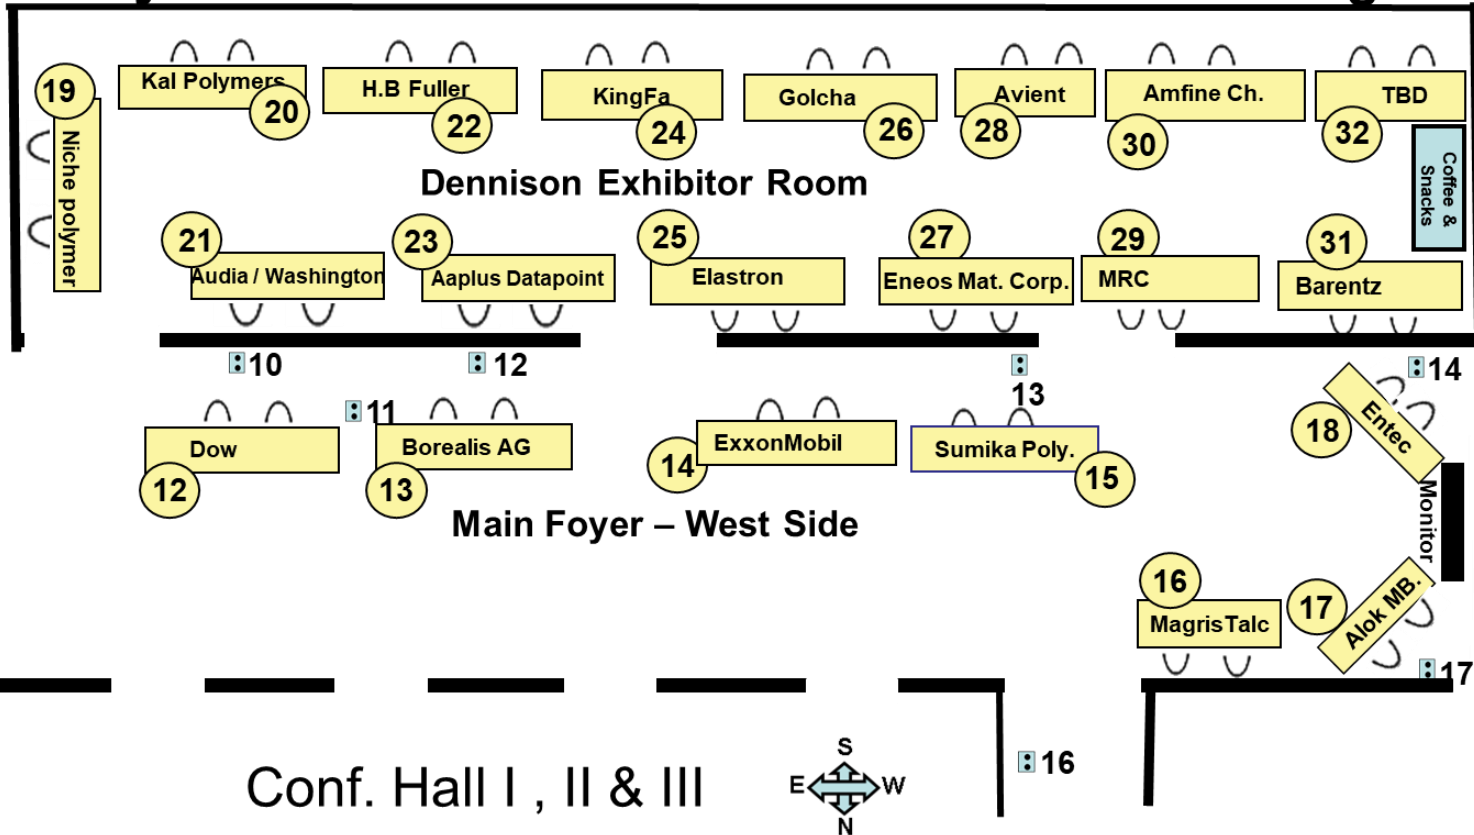 19
Niche polymer
Kal Polymers
20
H.B Fuller
22
KingFa
24
Golcha
26
Avient
28
Amfine Ch.
30
TBD
32
Coffee &
Snacks
Dennison Exhibitor Room
21
Audia / Washington
23
Aaplus Datapoint
25
Elastron
27
Eneos Mat. Corp.
29
MRC
31
Barentz
10
12
13
14
11
Dow
12
Borealis AG
13
ExxonMobil
14
Sumika Poly.
15
Entec
18
Monitor
Main Foyer – West Side
16
MagrisTalc
17
Alok MB.
17
16
Conf. Hall I , II & III
S
E
W
N